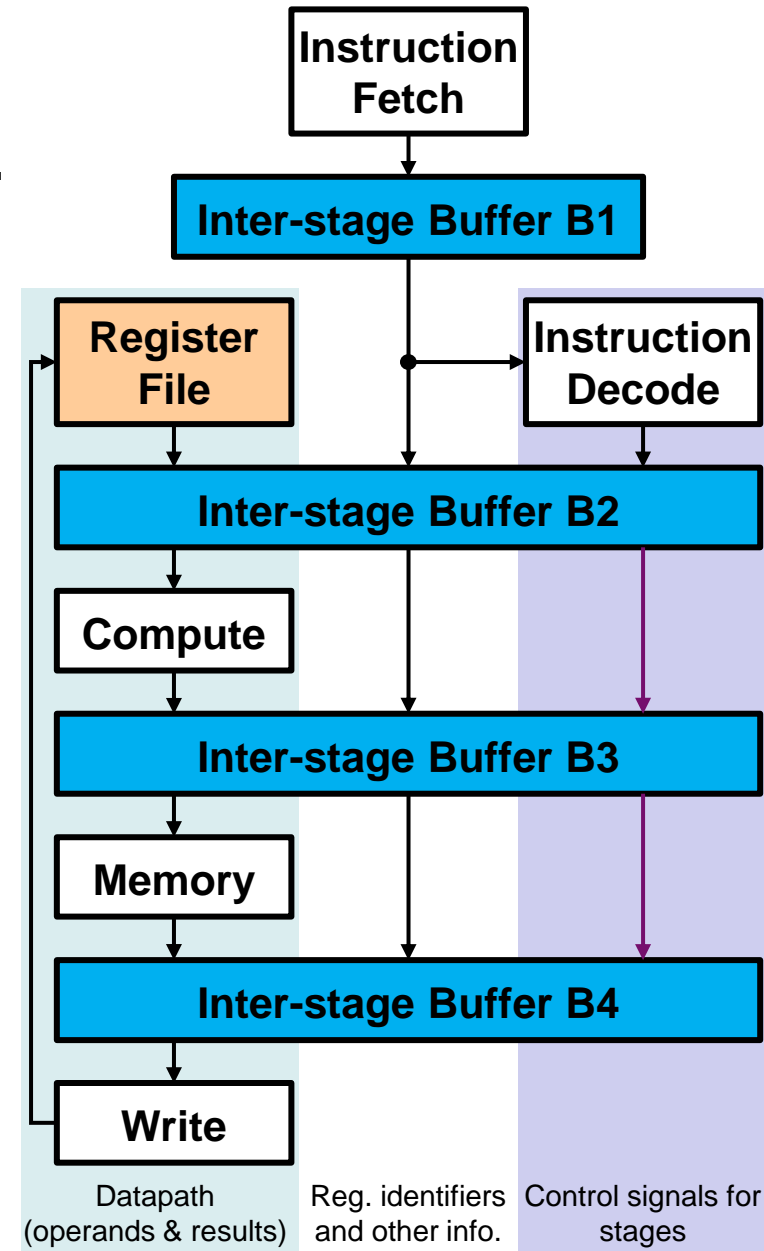 Instruction
Fetch
Inter-stage Buffer B1
Register
File
Instruction
Decode
Inter-stage Buffer B2
Compute
Inter-stage Buffer B3
Memory
Inter-stage Buffer B4
Write
Datapath
(operands & results)
Reg. identifiers
and other info.
Control signals for
stages